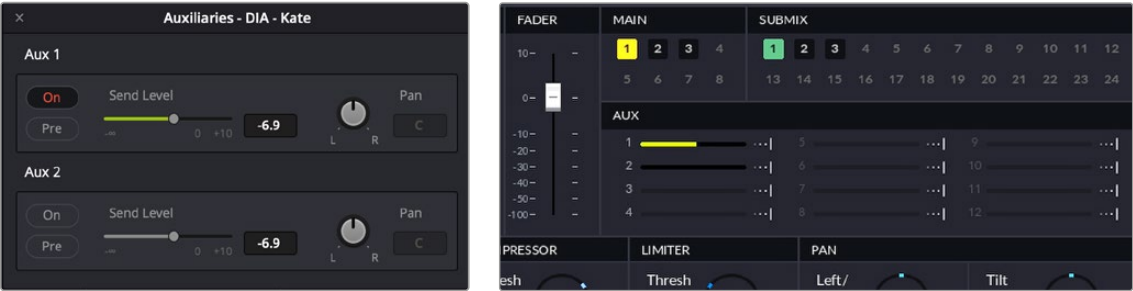 × Auxiliaries - DIA - Kate
Aux 1
On Send Level Pan
-∞ 0 +10 -6.9 L R C
Pre
Aux 2
On Send Level Pan
-∞ 0 +10 -6.9 L R C
Pre
FADER MAIN SUBMIX
10 1 2 3 4 1 2 3 4 5 6 7 8 9 10 11 12
0 5 6 7 8 13 14 15 16 17 18 19 20 21 22 23 24
AUX
-10 1 5 9
-20 2 6 10
-30
-40 3 7 11
-50
-100 4 8 12
MPRESSOR LIMITER PAN
esh Thresh Left/ Tilt